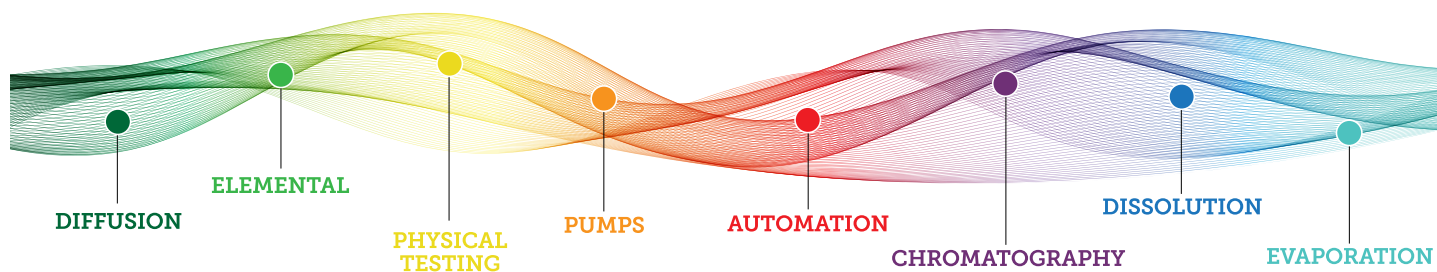 DIFFUSION
ELEMENTAL
PHYSICAL
TESTING
PUMPS
AUTOMATION
CHROMATOGRAPHY
DISSOLUTION
EVAPORATION